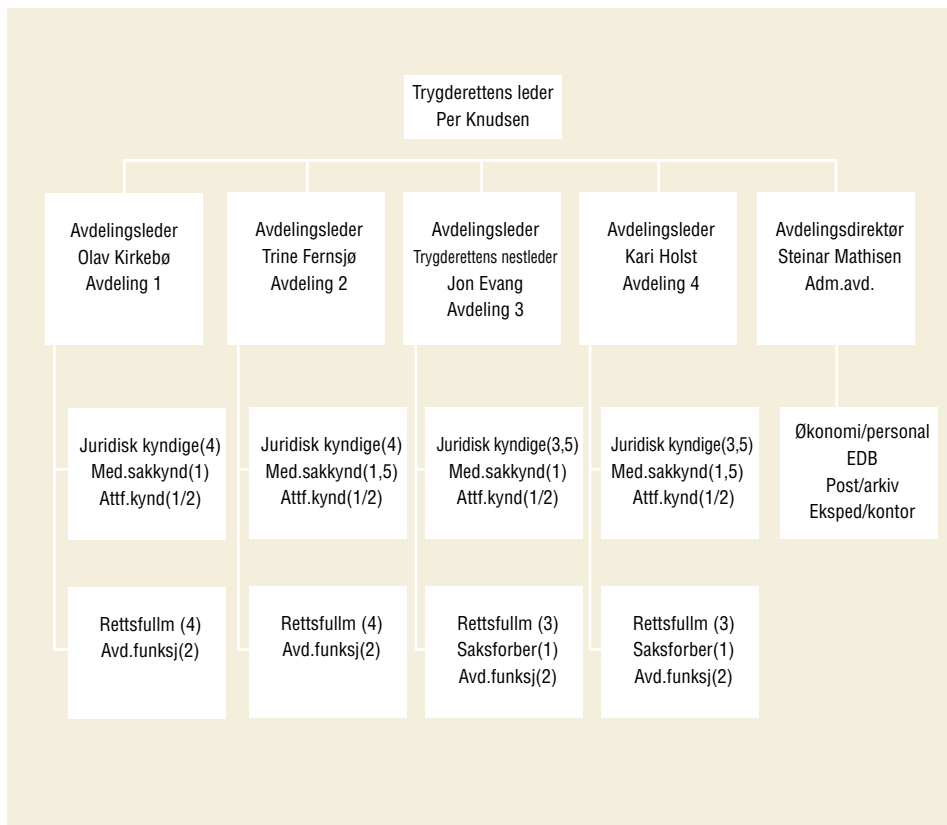 Trygderettens leder
Per Knudsen
Avdelingsleder
Olav Kirkebø
Avdeling 1
Avdelingsleder
Trine Fernsjø
Avdeling 2
Avdelingsleder
Trygderettens nestleder
Jon Evang
Avdeling 3
Avdelingsleder
Kari Holst
Avdeling 4
Avdelingsdirektør
Steinar Mathisen
Adm.avd.
Juridisk kyndige(4)
Med.sakkynd(1)
Attf.kynd(1/2)
Juridisk kyndige(4)
Med.sakkynd(1,5)
Attf.kynd(1/2)
Juridisk kyndige(3,5)
Med.sakkynd(1)
Attf.kynd(1/2)
Juridisk kyndige(3,5)
Med.sakkynd(1,5)
Attf.kynd(1/2)
Økonomi/personal
EDB
Post/arkiv
Eksped/kontor
Rettsfullm (4)
Avd.funksj(2)
Rettsfullm (4)
Avd.funksj(2)
Rettsfullm (3)
Saksforber(1)
Avd.funksj(2)
Rettsfullm (3)
Saksforber(1)
Avd.funksj(2)